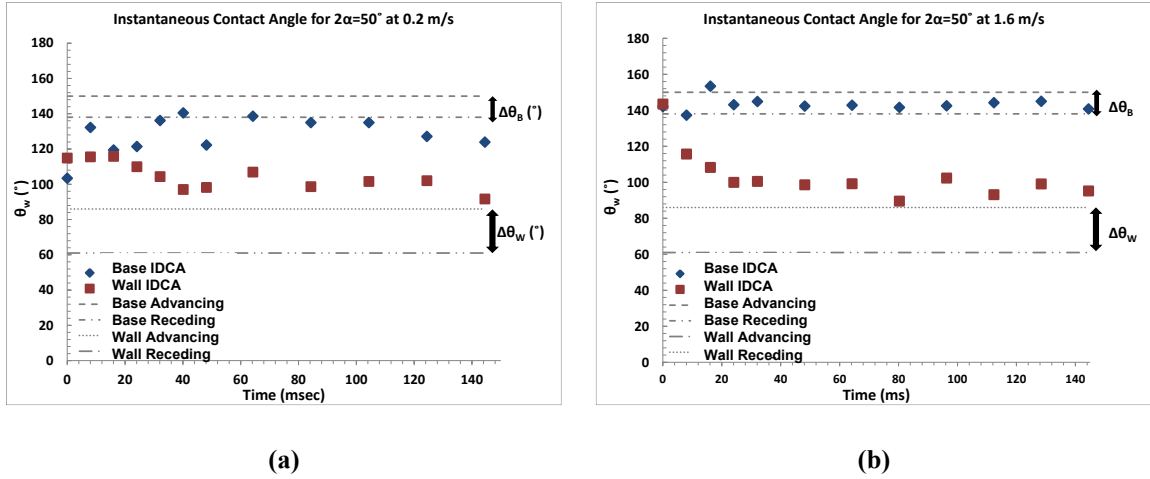 Instantaneous Contact Angle for 2α=50˚ at 0.2 m/s
180
160
140
120
100
80
60
40
20
0
θw (˚)
ΔθB (˚)
ΔθW (˚)
Base IDCA
Wall IDCA
Base Advancing
Base Receding
Wall Advancing
Wall Receding
0 20 40 60 80 100 120 140
Time (msec)
(a)
Instantaneous Contact Angle for 2α=50˚ at 1.6 m/s
180
160
140
120
100
80
60
40
20
0
θw (˚)
ΔθB
ΔθW
Base IDCA
Wall IDCA
Base Advancing
Base Receding
Wall Advancing
Wall Receding
0 20 40 60 80 100 120 140
Time (ms)
(b)